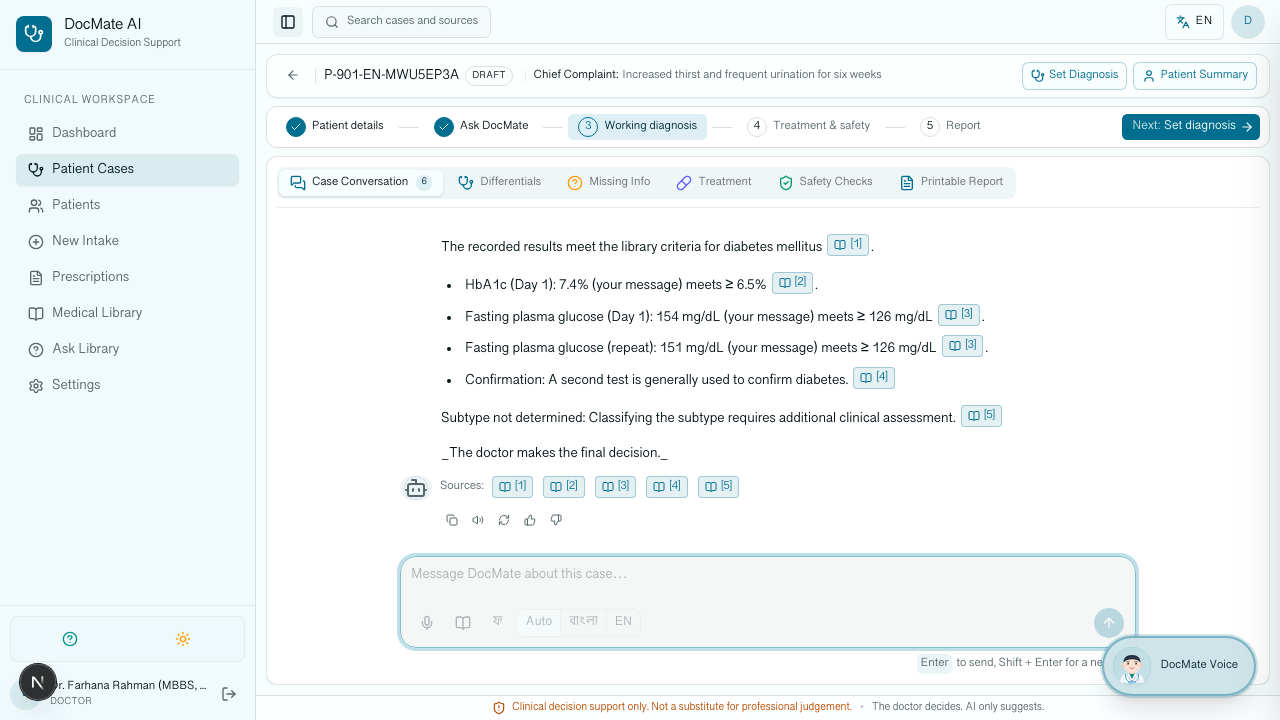 DocMate AI
Clinical Decision Support
CLINICAL WORKSPACE
Dashboard
Patient Cases
Patients
New Intake
Prescriptions
Medical Library
Ask Library
Settings
N
r. Farhana Rahman (MBBS, ...
DOCTOR
Search cases and sources
EN
D
P-901-EN-MWU5EP3A DRAFT Chief Complaint: Increased thirst and frequent urination for six weeks
Set Diagnosis Patient Summary
Patient details Ask DocMate 3 Working diagnosis 4 Treatment & safety 5 Report Next: Set diagnosis
Case Conversation 6 Differentials Missing Info Treatment Safety Checks Printable Report
The recorded results meet the library criteria for diabetes mellitus [1] .
• HbA1c (Day 1): 7.4% (your message) meets ≥ 6.5% [2] .
• Fasting plasma glucose (Day 1): 154 mg/dL (your message) meets ≥ 126 mg/dL [3] .
• Fasting plasma glucose (repeat): 151 mg/dL (your message) meets ≥ 126 mg/dL [3] .
• Confirmation: A second test is generally used to confirm diabetes. [4]
Subtype not determined: Classifying the subtype requires additional clinical assessment. [5]
_The doctor makes the final decision._
Sources: [1] [2] [3] [4] [5]
Message DocMate about this case...
ফ Auto বাংলা EN
Enter to send, Shift + Enter for a ne
DocMate Voice
Clinical decision support only. Not a substitute for professional judgement. • The doctor decides. AI only suggests.